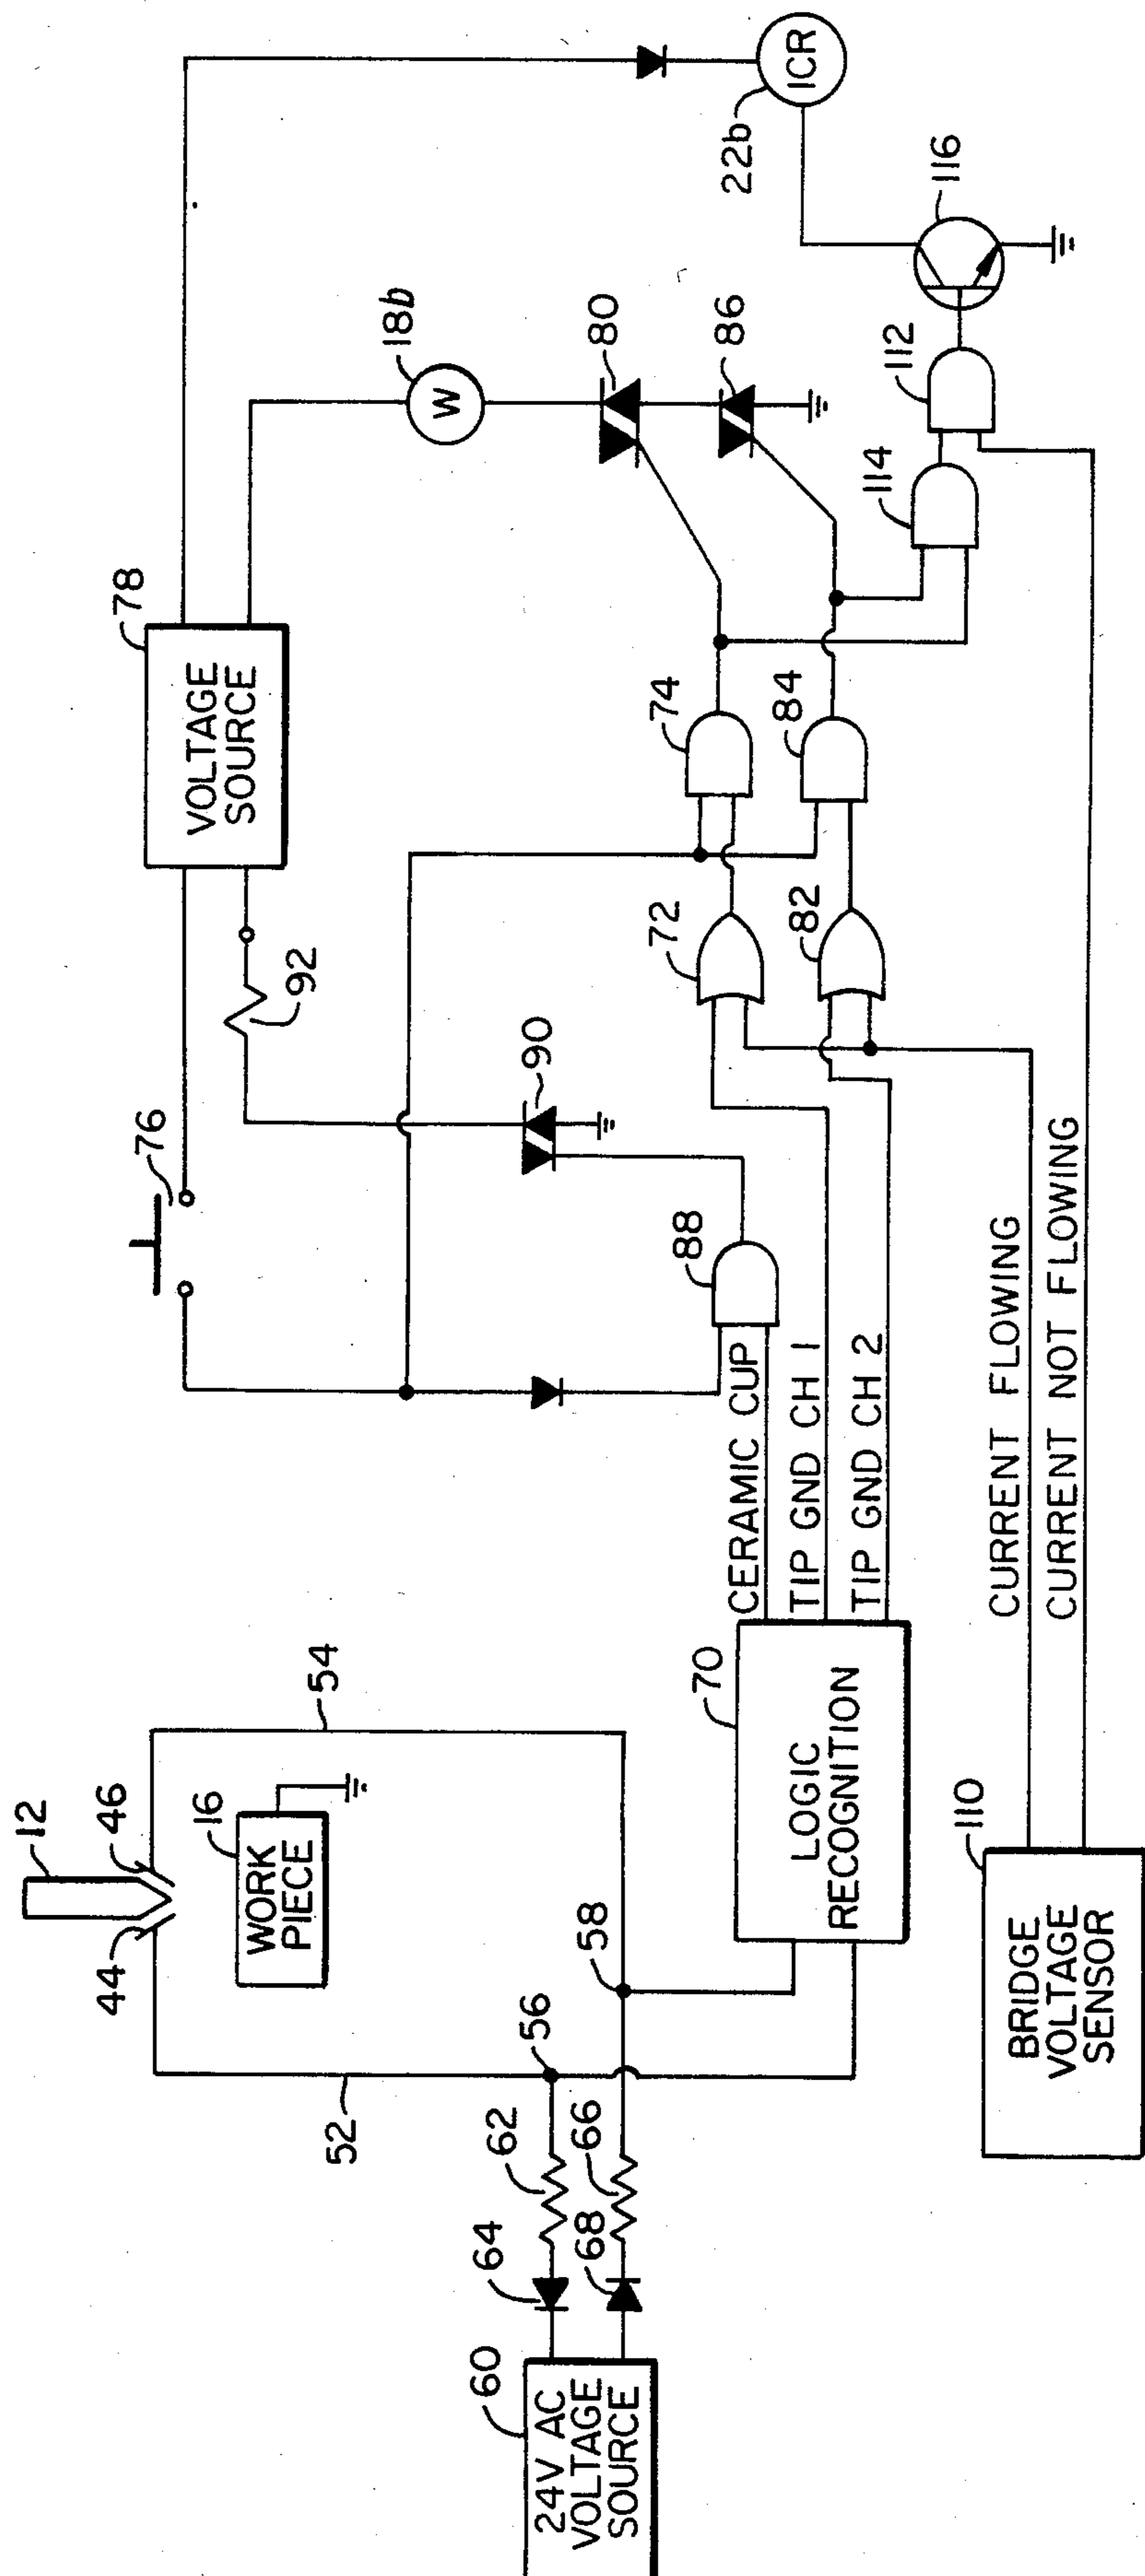 12
46
44
16
WORK
PIECE
54
52
56
58
62
64
66
68
60
24V AC
VOLTAGE
SOURCE
70
LOGIC
RECOGNITION
CERAMIC CUP
TIP GND CH 1
TIP GND CH 2
110
BRIDGE
VOLTAGE
SENSOR
CURRENT FLOWING
CURRENT NOT FLOWING
76
78
VOLTAGE
SOURCE
92
90
88
72
82
74
84
18b
W
80
86
114
112
116
22b
ICR